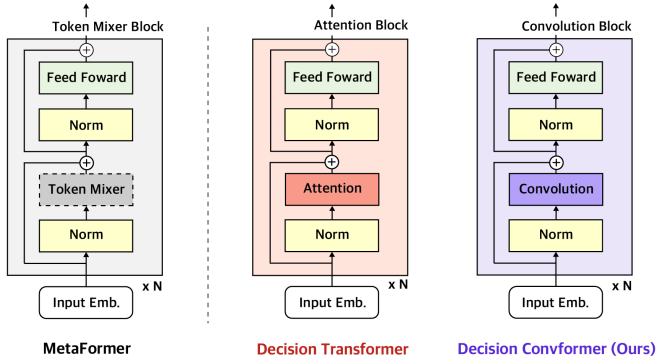 Token Mixer Block
Feed Foward
Norm
Token Mixer
Norm
x N
Input Emb.
MetaFormer
Attention Block
Feed Foward
Norm
Attention
Norm
x N
Input Emb.
Decision Transformer
Convolution Block
Feed Foward
Norm
Convolution
Norm
x N
Input Emb.
Decision Convformer (Ours)